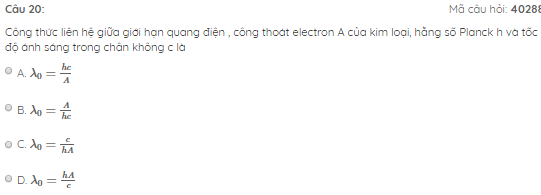 Câu 20: Mã câu hỏi: 40288
Công thức liên hệ giữa giới hạn quang điện , công thoát electron A của kim loại, hằng số Planck h và tốc
độ ánh sáng trong chân không c là
A. λ₀ = hc/A
B. λ₀ = A/hc
C. λ₀ = c/hA
D. λ₀ = hA/c